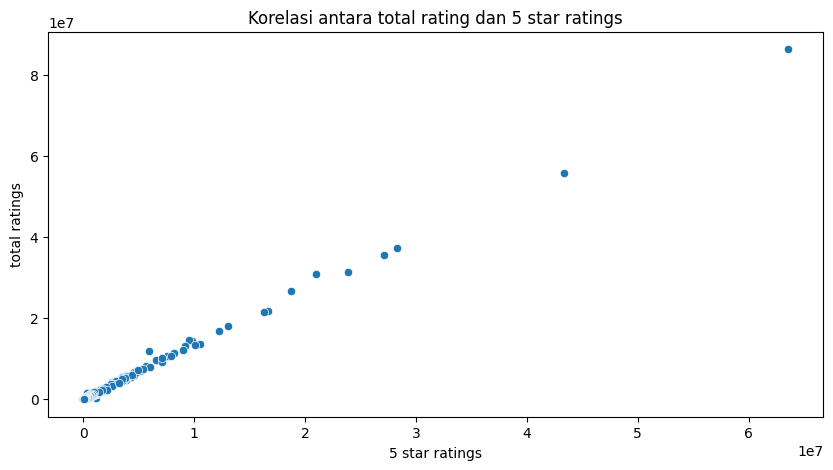 Korelasi antara total rating dan 5 star ratings
1e7
8
6
4
2
0
total ratings
0 1 2 3 4 5 6
5 star ratings
1e7